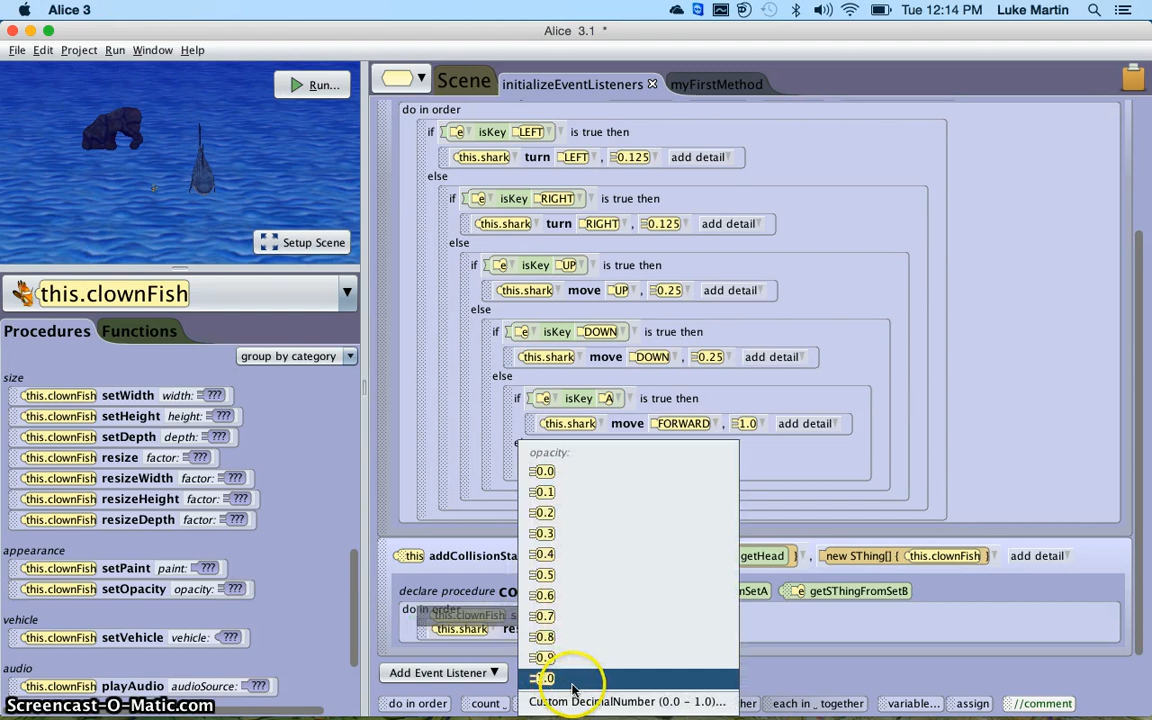 Alice 3 Tue 12:14 PM Luke Martin
Alice 3.1 *
File Edit Project Run Window Help
Run...
Setup Scene
this.clownFish
Procedures Functions
group by category
size
this.clownFish setWidth width: ???
this.clownFish setHeight height: ???
this.clownFish setDepth depth: ???
this.clownFish resize factor: ???
this.clownFish resizeWidth factor: ???
this.clownFish resizeHeight factor: ???
this.clownFish resizeDepth factor: ???
appearance
this.clownFish setPaint paint: ???
this.clownFish setOpacity opacity: ???
vehicle
this.clownFish setVehicle vehicle: ???
audio
this.clownFish playAudio audioSource: ???
Screencast-O-Matic.com
Scene initializeEventListeners myFirstMethod
do in order
if e isKey LEFT is true then
this.shark turn LEFT , 0.125 add detail
else
if e isKey RIGHT is true then
this.shark turn RIGHT , 0.125 add detail
else
if e isKey UP is true then
this.shark move UP , 0.25 add detail
else
if e isKey DOWN is true then
this.shark move DOWN , 0.25 add detail
else
if e isKey A is true then
this.shark move FORWARD , 1.0 add detail
opacity:
0.0
0.1
0.2
0.3
0.4
0.5
0.6
0.7
0.8
0.9
1.0
Custom DecimalNumber (0.0 - 1.0)...
this addCollisionSta getHead } , new SThing[] { this.clownFish } add detail
declare procedure co mSetA e getSThingFromSetB
do in order
this.clownFish s
this.shark re
Add Event Listener
do in order count _ her each in _ together variable... assign //comment